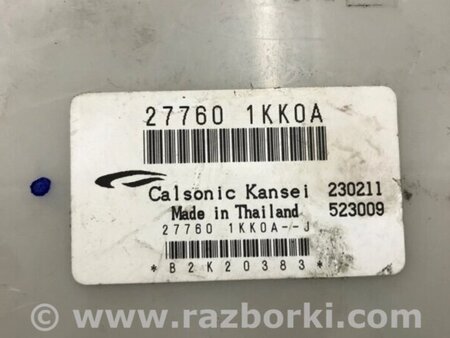 27760 1KK0A
Calsonic Kansei 230211
Made in Thailand 523009
27760 1KK0A--J
*B2K20383*
© www.razborki.com